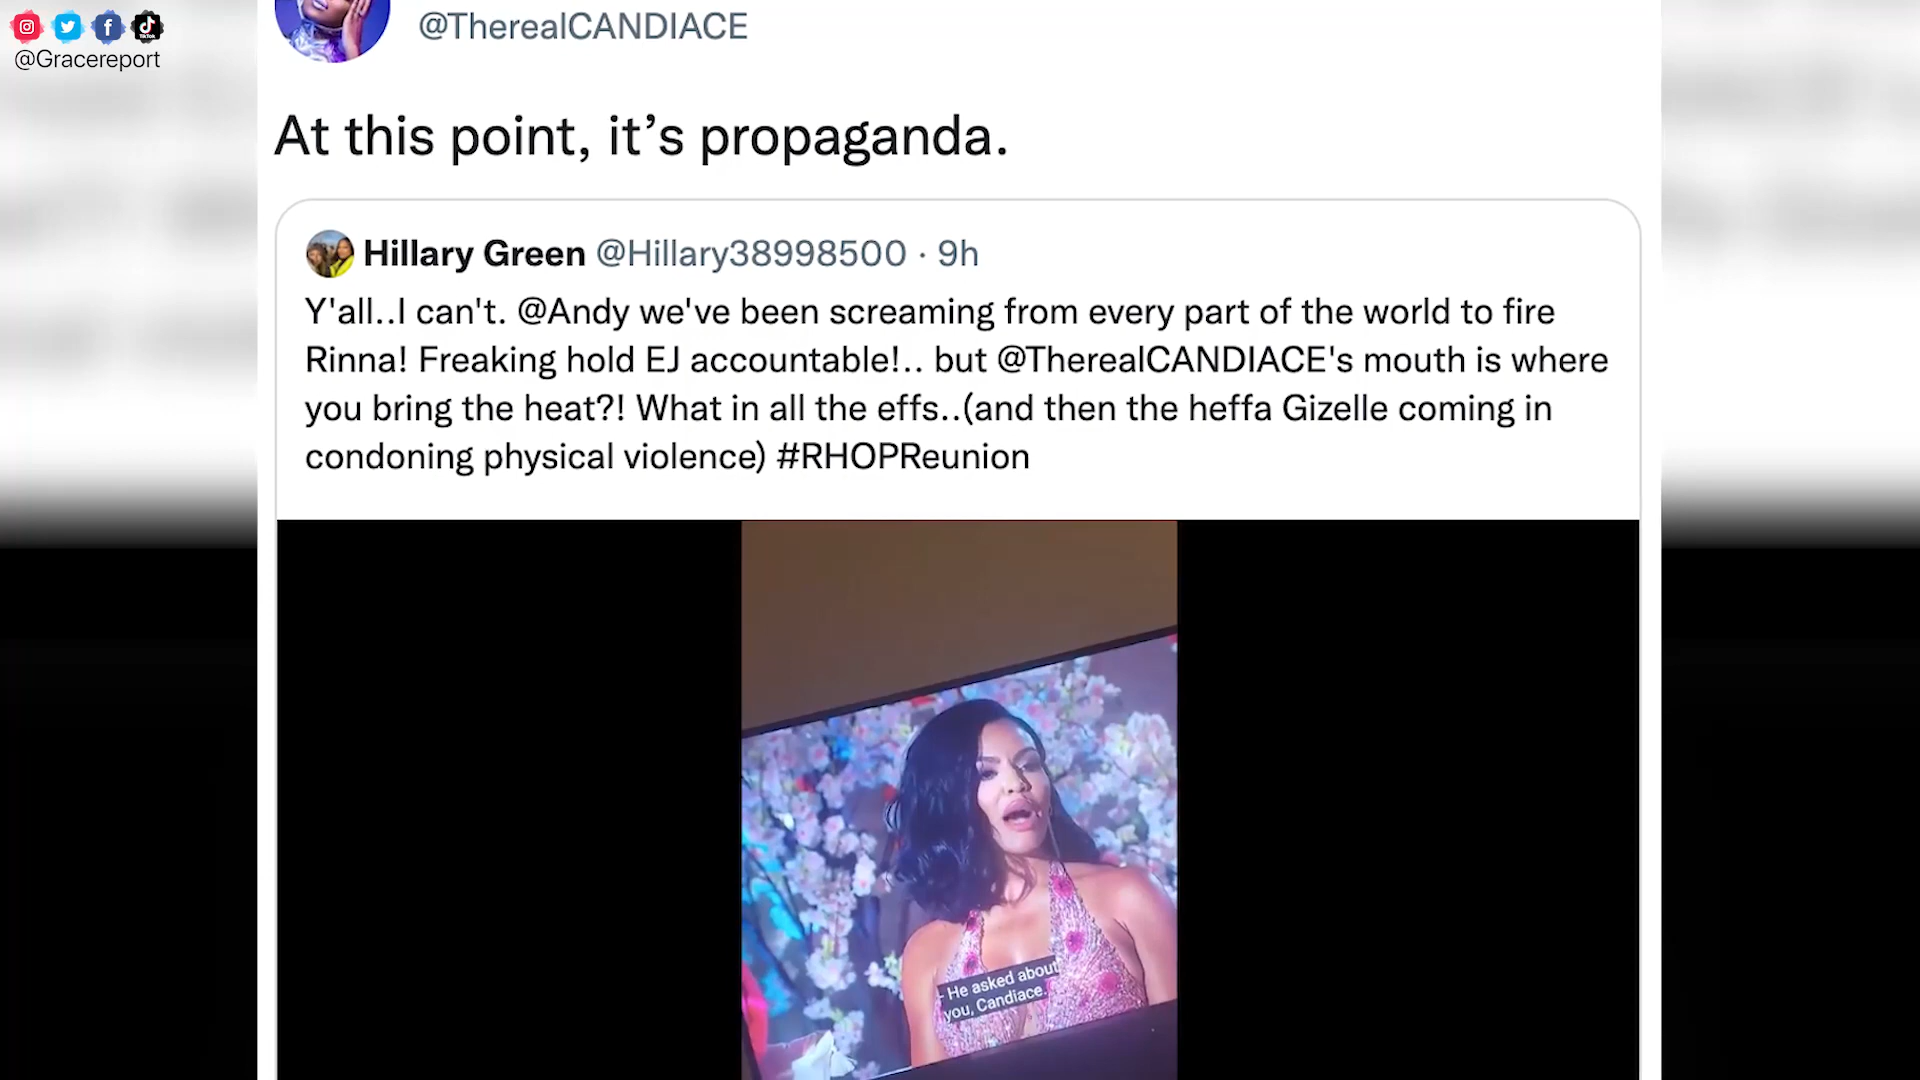 @Gracereport
@TherealCANDIACE
At this point, it’s propaganda.
Hillary Green @Hillary38998500 · 9h
Y'all..I can't. @Andy we've been screaming from every part of the world to fire
Rinna! Freaking hold EJ accountable!.. but @TherealCANDIACE's mouth is where
you bring the heat?! What in all the effs..(and then the heffa Gizelle coming in
condoning physical violence) #RHOPReunion
- He asked about
you, Candiace.